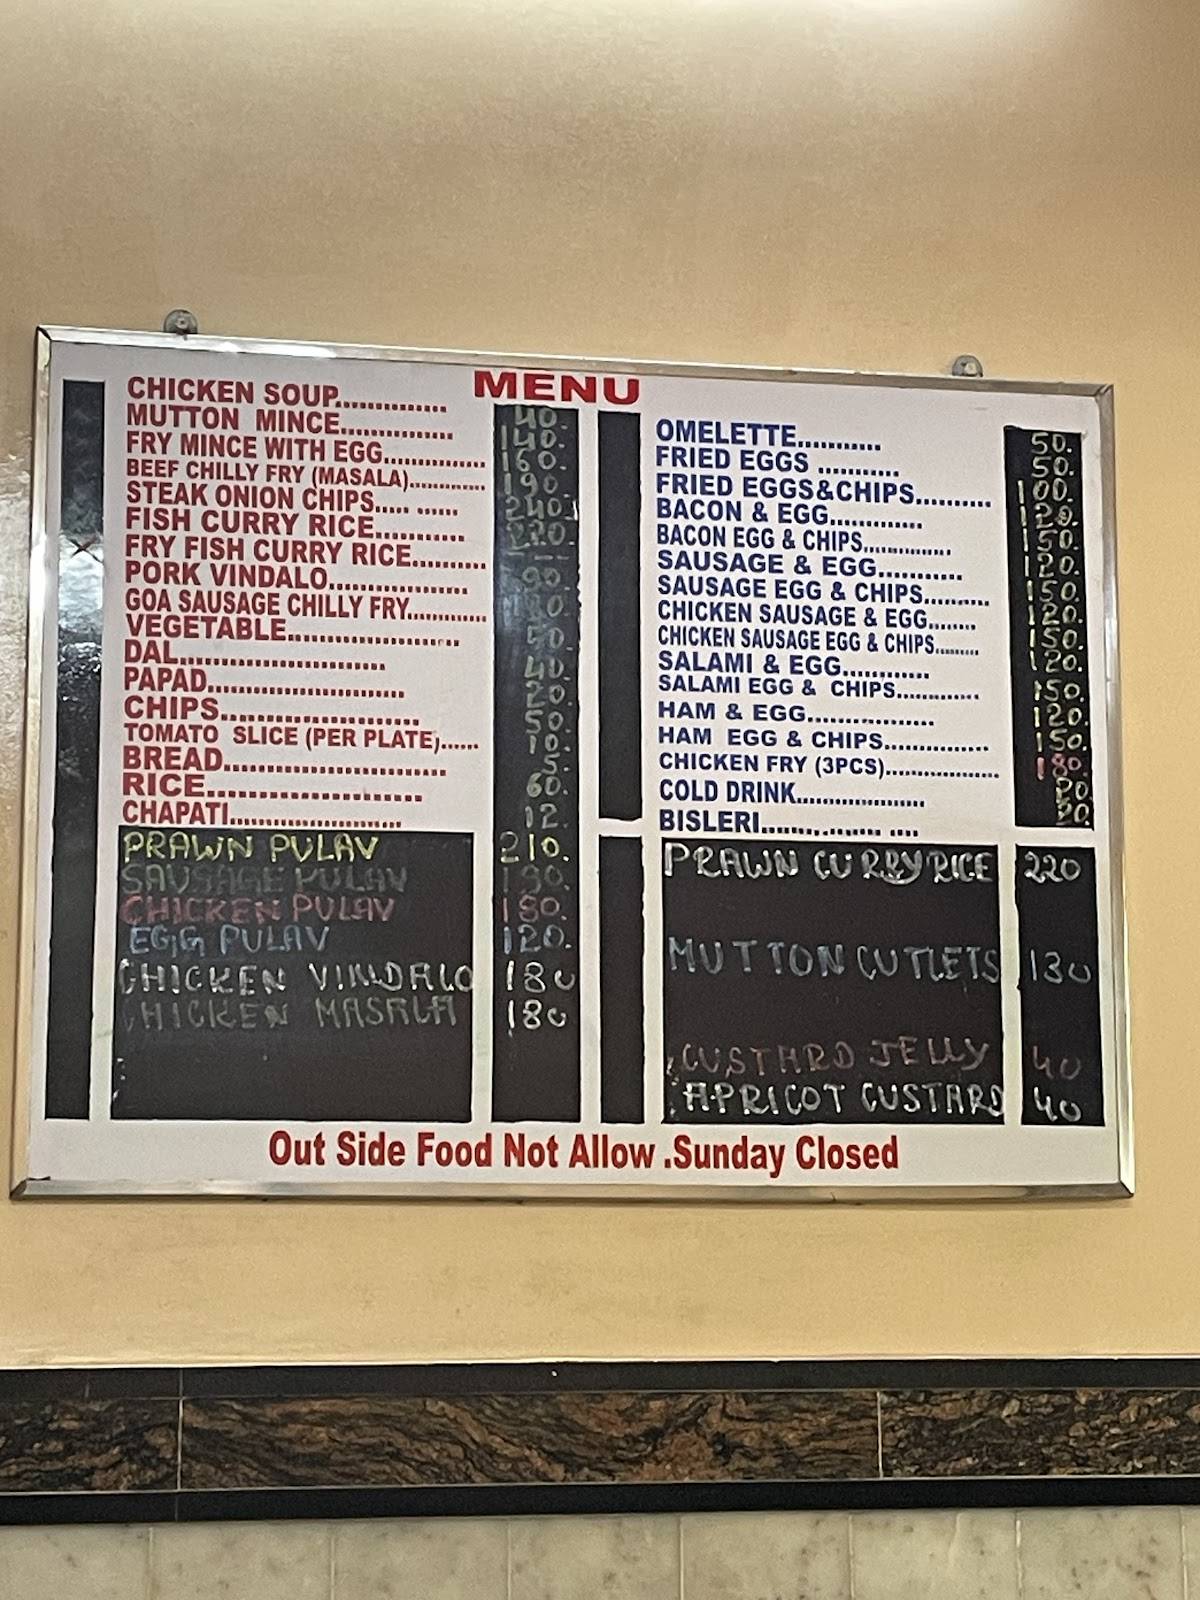 MENU
CHICKEN SOUP............... 40.
MUTTON MINCE............... 140.
FRY MINCE WITH EGG............... 160.
BEEF CHILLY FRY (MASALA)............ 190.
STEAK ONION CHIPS..... ...... 240.
FISH CURRY RICE............ 220.
FRY FISH CURRY RICE.......... --
PORK VINDALO.................. 90.
GOA SAUSAGE CHILLY FRY............
VEGETABLE...................... 50.
DAL.......................... 40.
PAPAD......................... 20.
CHIPS........................ 50.
TOMATO SLICE (PER PLATE)...... 10.
BREAD........................... 5.
RICE......................... 60.
CHAPATI...................... 12.
PRAWN PULAV 210.
SAUSAGE PULAV 190.
CHICKEN PULAV 180.
EGG PULAV 120.
CHICKEN VINDALO 180
CHICKEN MASALA 180
OMELETTE........... 50.
FRIED EGGS ........... 50.
FRIED EGGS&CHIPS.......... 100.
BACON & EGG............. 120.
BACON EGG & CHIPS.............. 150.
SAUSAGE & EGG............ 120.
SAUSAGE EGG & CHIPS......... 150.
CHICKEN SAUSAGE & EGG........ 120.
CHICKEN SAUSAGE EGG & CHIPS......... 150.
SALAMI & EGG............ 120.
SALAMI EGG & CHIPS............. 150.
HAM & EGG................. 120.
HAM EGG & CHIPS............... 150.
CHICKEN FRY (3PCS)................. 180.
COLD DRINK.................... 20.
BISLERI.................. .... 20.
PRAWN CURRY RICE 220
MUTTON CUTLETS 130
CUSTARD JELLY 40
APRICOT CUSTARD 40
Out Side Food Not Allow .Sunday Closed